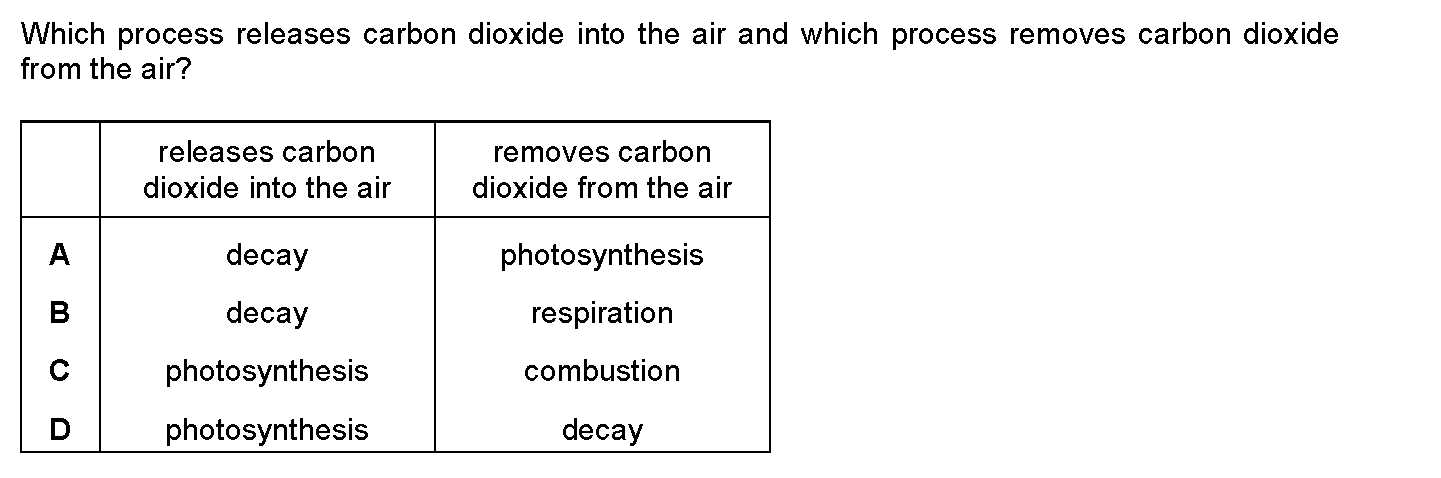 Which process releases carbon dioxide into the air and which process removes carbon dioxide
from the air?
releases carbon
dioxide into the air
removes carbon
dioxide from the air
A decay photosynthesis
B decay respiration
C photosynthesis combustion
D photosynthesis decay